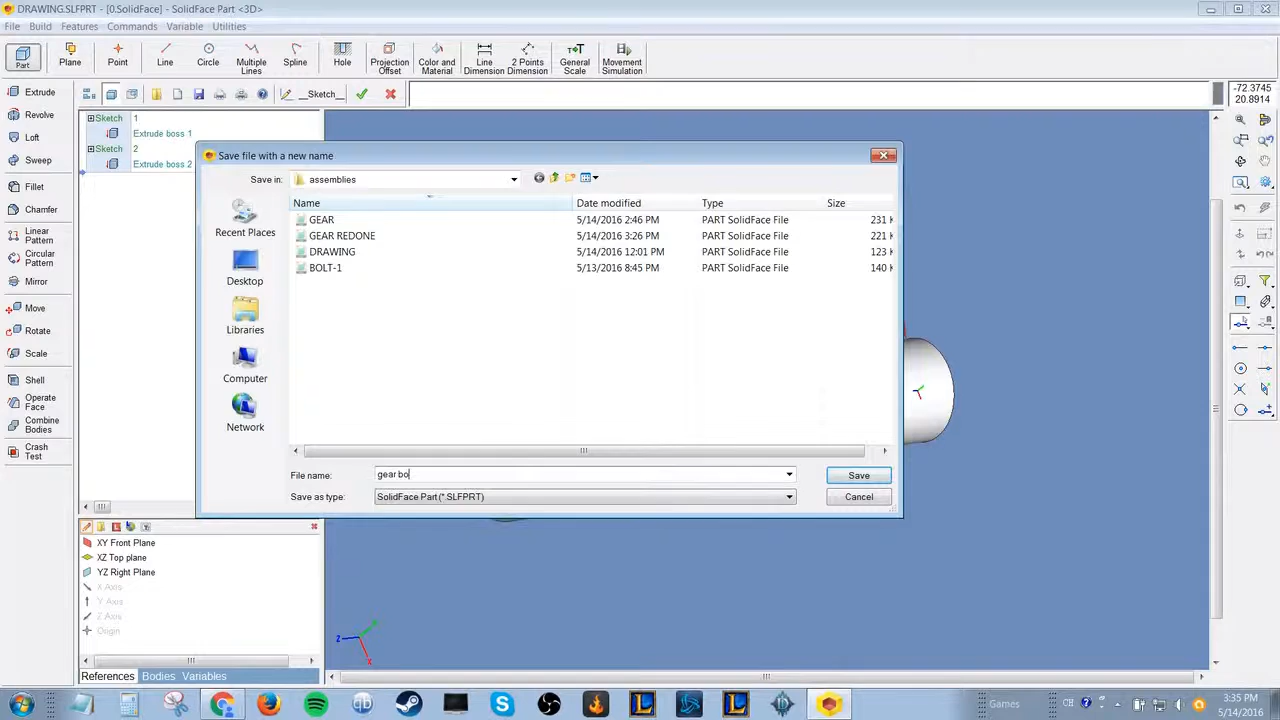 DRAWING.SLFPRT - [0.SolidFace] - SolidFace Part <3D>
File Build Features Commands Variable Utilities
Part Plane Point Line Circle Multiple Lines Spline Hole Projection Offset Color and Material Line Dimension 2 Points Dimension General Scale Movement Simulation
Extrude
__Sketch__
-72.3745
20.8914
Revolve
Loft
Sweep
Fillet
Chamfer
Linear Pattern
Circular Pattern
Mirror
Move
Rotate
Scale
Shell
Operate Face
Combine Bodies
Crash Test
Sketch 1
Extrude boss 1
Sketch 2
Extrude boss 2
Save file with a new name
Save in: assemblies
Recent Places
Desktop
Libraries
Computer
Network
Name Date modified Type Size
GEAR 5/14/2016 2:46 PM PART SolidFace File 231 K
GEAR REDONE 5/14/2016 3:26 PM PART SolidFace File 221 K
DRAWING 5/14/2016 12:01 PM PART SolidFace File 123 K
BOLT-1 5/13/2016 8:45 PM PART SolidFace File 140 K
File name: gear bo Save
Save as type: SolidFace Part (*.SLFPRT) Cancel
XY Front Plane
XZ Top plane
YZ Right Plane
X Axis
Y Axis
Z Axis
Origin
References Bodies Variables
Z
X
Games
CH
3:35 PM
5/14/2016